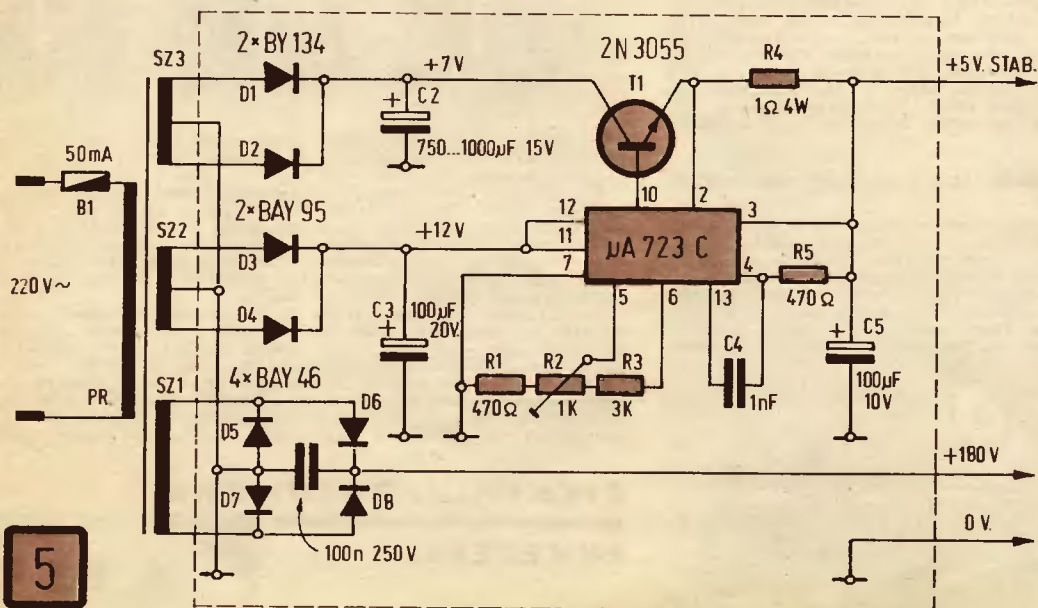 2×BY 134
2N 3055
SZ3
D1
D2
+7V
+
C2
750...1000µF 15V
T1
R4
1Ω 4W
+5V. STAB.
50mA
B1
220V~
PR.
2×BAY 95
SZ2
D3
D4
+12V
+
C3
100µF
20V.
12
11
7
10
2
3
4
5
6
13
µA 723 C
R5
470Ω
R1
470Ω
R2
1K
R3
3K
C4
1nF
+
C5
100µF
10V
4×BAY 46
SZ1
D5
D6
D7
D8
100n 250V
+180V
0V.
5